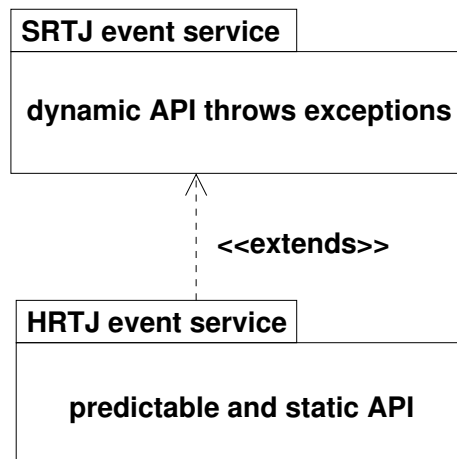 SRTJ event service
dynamic API throws exceptions
<<extends>>
HRTJ event service
predictable and static API